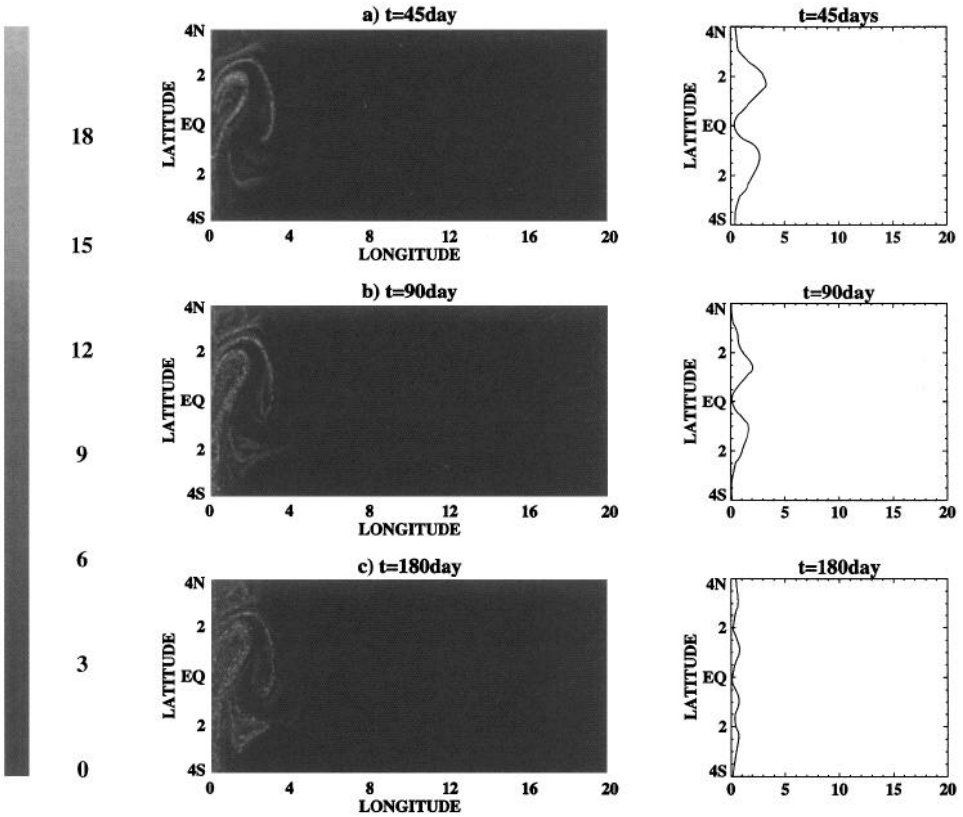 18
15
12
9
6
3
0
a) t=45day
LATITUDE
4N
2
EQ
2
4S
0 4 8 12 16 20
LONGITUDE
t=45days
LATITUDE
4N
2
EQ
2
4S
0 5 10 15 20
b) t=90day
LATITUDE
4N
2
EQ
2
4S
0 4 8 12 16 20
LONGITUDE
t=90day
LATITUDE
4N
2
EQ
2
4S
0 5 10 15 20
c) t=180day
LATITUDE
4N
2
EQ
2
4S
0 4 8 12 16 20
LONGITUDE
t=180day
LATITUDE
4N
2
EQ
2
4S
0 5 10 15 20